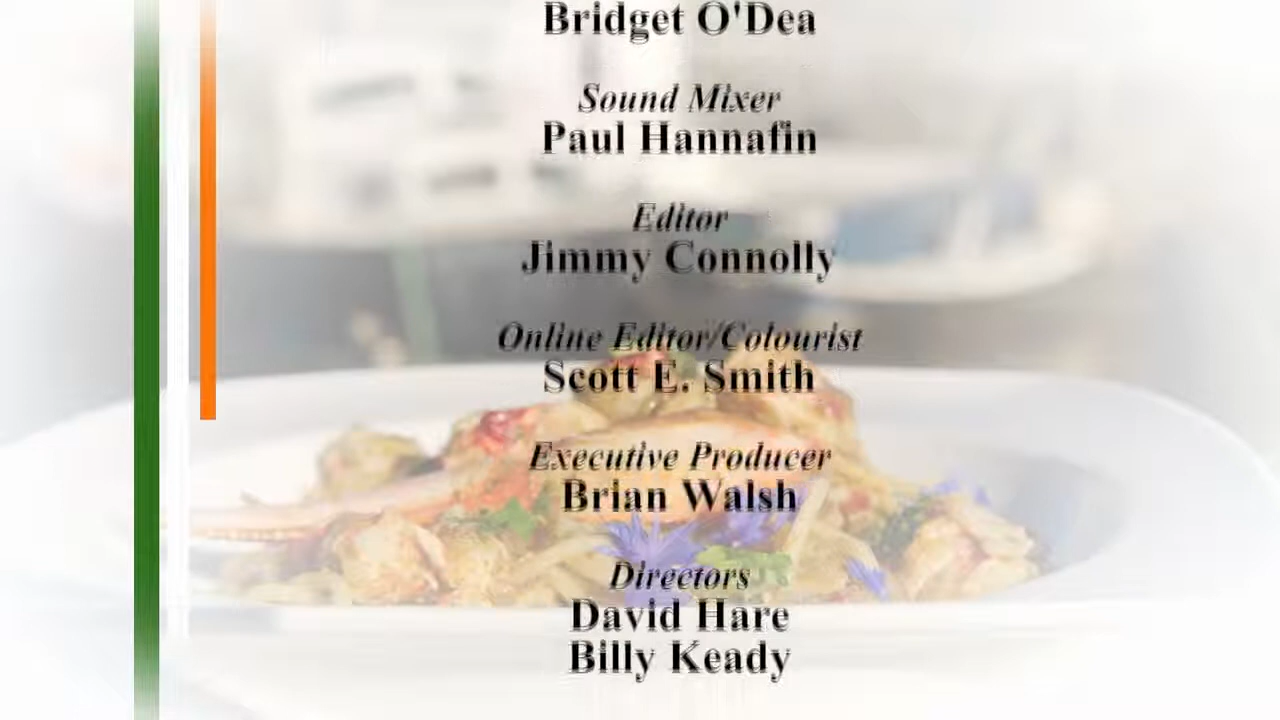 Bridget O'Dea
Sound Mixer
Paul Hannafin
Editor
Jimmy Connolly
Online Editor/Colourist
Scott E. Smith
Executive Producer
Brian Walsh
Directors
David Hare
Billy Keady